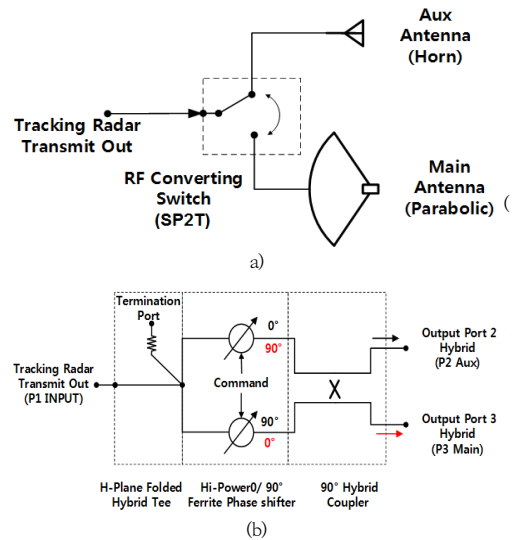 Aux
Antenna
(Horn)
Tracking Radar
Transmit Out
RF Converting
Switch
(SP2T)
Main
Antenna
(Parabolic) (
a)
Termination
Port
0°
90°
Tracking Radar
Transmit Out
(P1 INPUT)
Command
90°
0°
X
Output Port 2
Hybrid
(P2 Aux)
Output Port 3
Hybrid
(P3 Main)
H-Plane Folded
Hybrid Tee
Hi-Power0/ 90°
Ferrite Phase shifter
90° Hybrid
Coupler
(b)